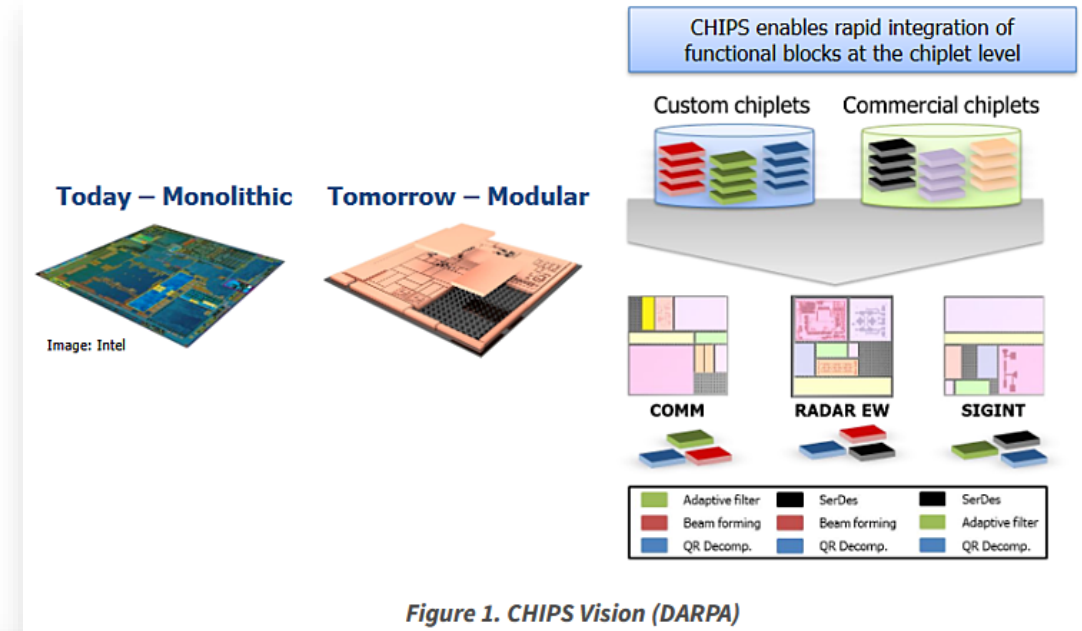 CHIPS enables rapid integration of
functional blocks at the chiplet level
Custom chiplets
Commercial chiplets
Today – Monolithic
Tomorrow – Modular
Image: Intel
COMM
RADAR EW
SIGINT
Adaptive filter
SerDes
SerDes
Beam forming
Beam forming
Adaptive filter
QR Decomp.
QR Decomp.
QR Decomp.
Figure 1. CHIPS Vision (DARPA)